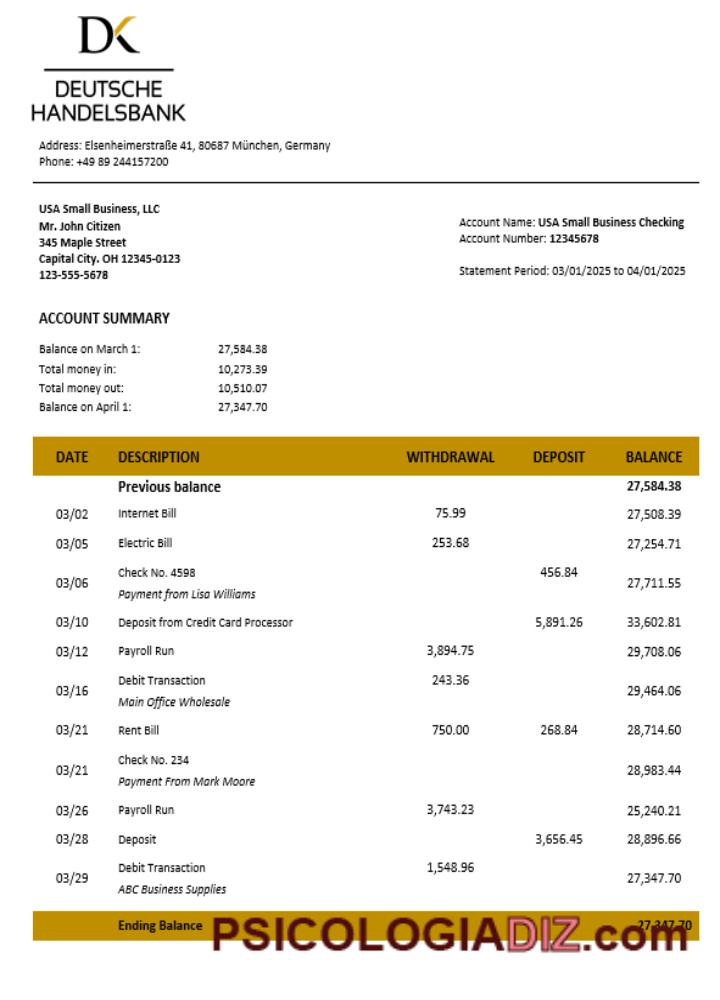 DK
DEUTSCHE
HANDELSBANK
Address: Elsenheimerstraße 41, 80687 München, Germany
Phone: +49 89 244157200
USA Small Business, LLC
Mr. John Citizen
345 Maple Street
Capital City. OH 12345-0123
123-555-5678
Account Name: USA Small Business Checking
Account Number: 12345678
Statement Period: 03/01/2025 to 04/01/2025
ACCOUNT SUMMARY
Balance on March 1: 27,584.38
Total money in: 10,273.39
Total money out: 10,510.07
Balance on April 1: 27,347.70
DATE DESCRIPTION WITHDRAWAL DEPOSIT BALANCE
Previous balance 27,584.38
03/02 Internet Bill 75.99 27,508.39
03/05 Electric Bill 253.68 27,254.71
03/06 Check No. 4598 456.84 27,711.55
Payment from Lisa Williams
03/10 Deposit from Credit Card Processor 5,891.26 33,602.81
03/12 Payroll Run 3,894.75 29,708.06
03/16 Debit Transaction 243.36 29,464.06
Main Office Wholesale
03/21 Rent Bill 750.00 268.84 28,714.60
03/21 Check No. 234 28,983.44
Payment From Mark Moore
03/26 Payroll Run 3,743.23 25,240.21
03/28 Deposit 3,656.45 28,896.66
03/29 Debit Transaction 1,548.96 27,347.70
ABC Business Supplies
Ending Balance 27,347.70
PSICOLOGIADIZ.com